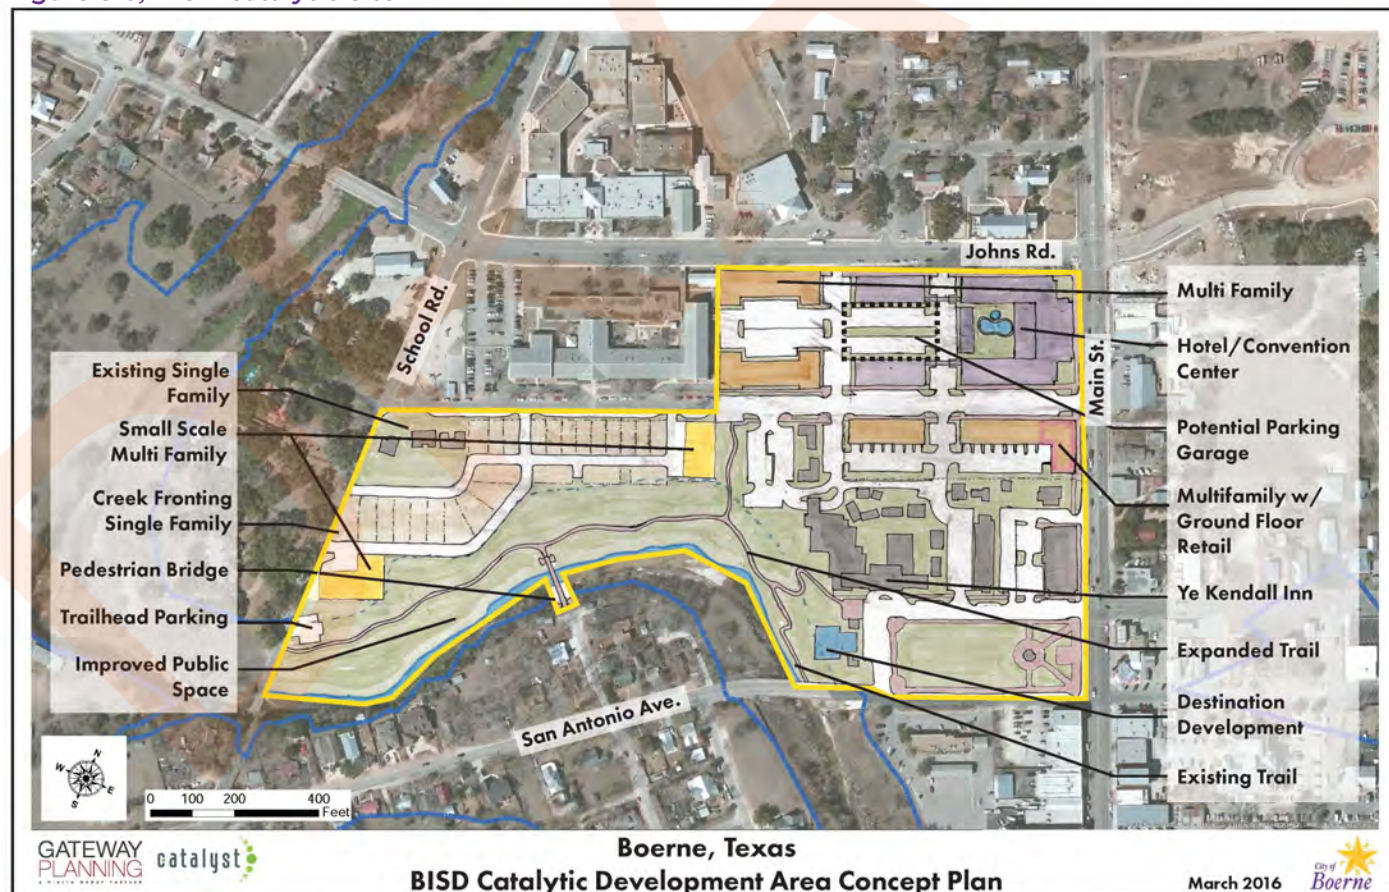 Johns Rd.
School Rd.
Main St.
San Antonio Ave.
Existing Single
Family
Small Scale
Multi Family
Creek Fronting
Single Family
Pedestrian Bridge
Trailhead Parking
Improved Public
Space
Multi Family
Hotel/Convention
Center
Potential Parking
Garage
Multifamily w/
Ground Floor
Retail
Ye Kendall Inn
Expanded Trail
Destination
Development
Existing Trail
N
W
E
S
0 100 200 400
Feet
GATEWAY
PLANNING
catalyst
Boerne, Texas
BISD Catalytic Development Area Concept Plan
March 2016
City of
Boerne